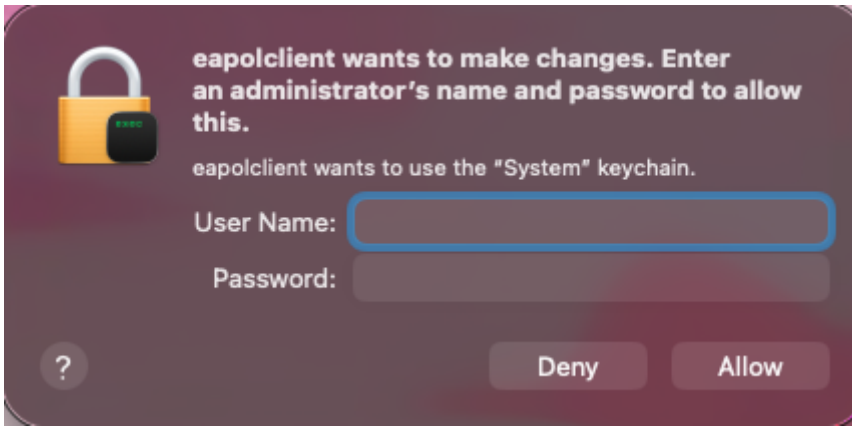 eapolclient wants to make changes. Enter
an administrator's name and password to allow
this.
eapolclient wants to use the “System” keychain.
User Name:
Password:
exec
?
Deny
Allow